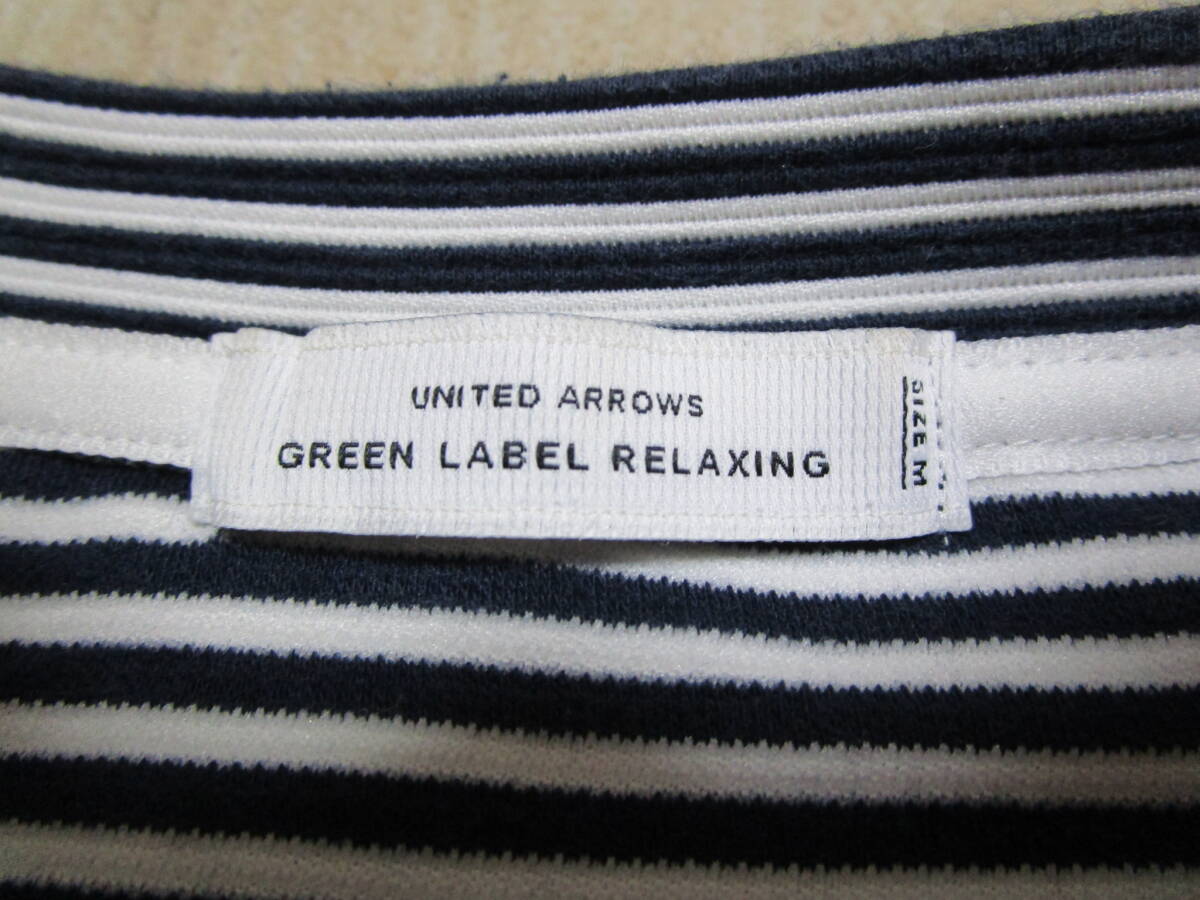 UNITED ARROWS
GREEN LABEL RELAXING
SIZE M